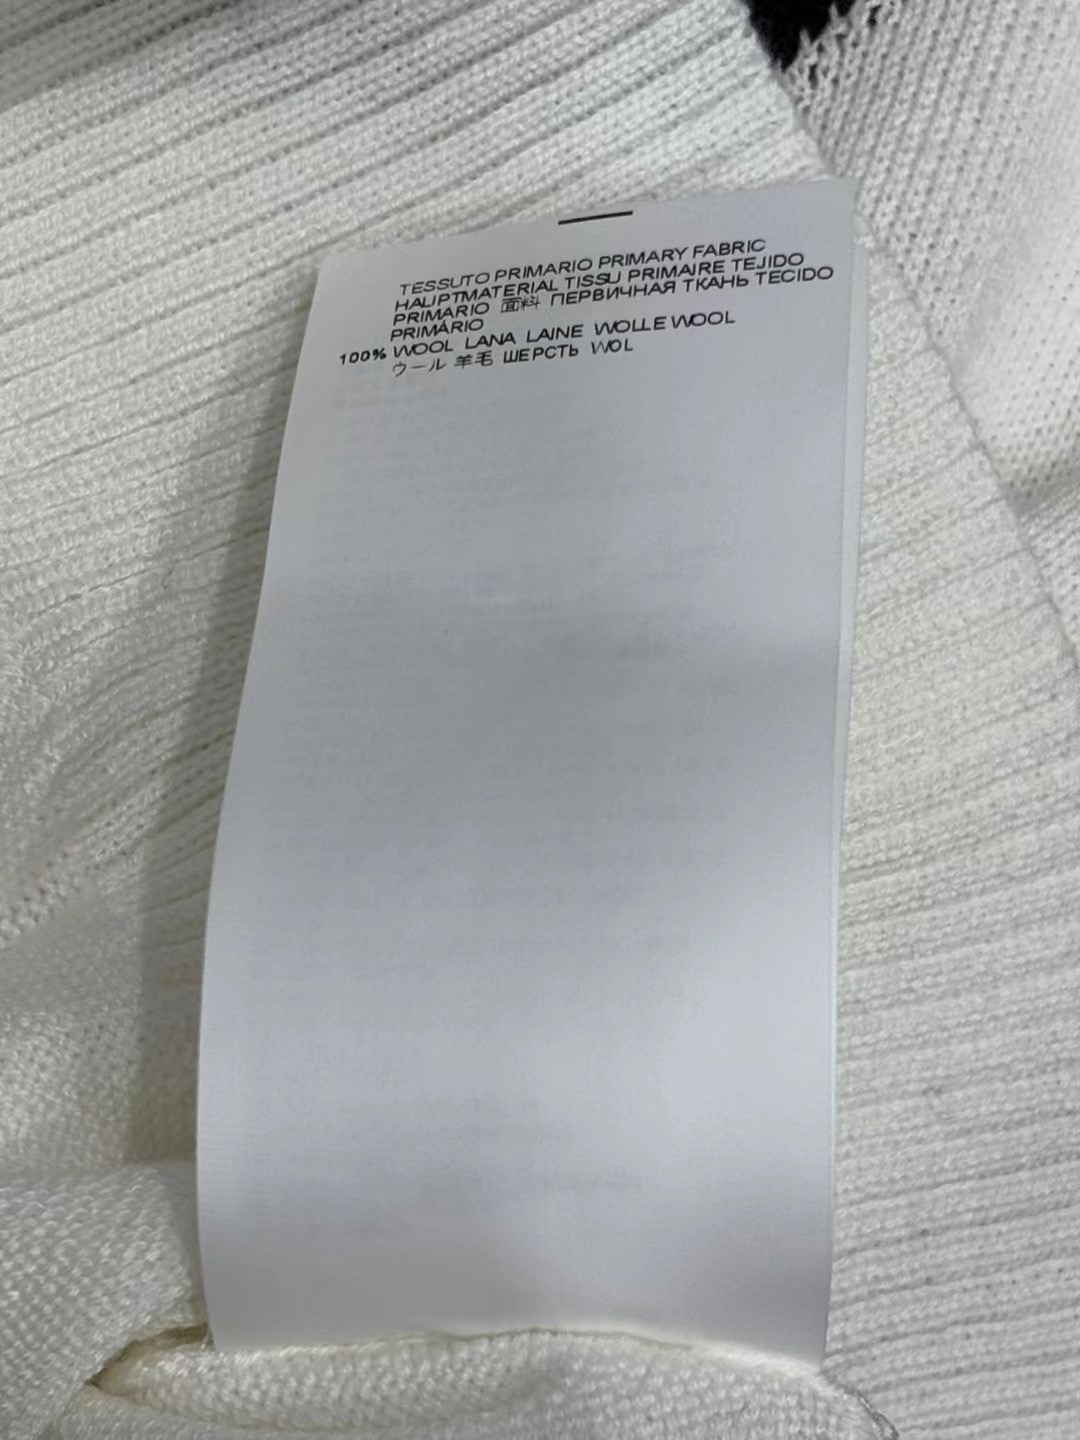 TESSUTO PRIMARIO PRIMARY FABRIC
HAUPTMATERIAL TISSU PRIMAIRE TEJIDO
PRIMARIO 面料 ПЕРВИЧНАЯ ТКАНЬ TECIDO
PRIMÁRIO
100% WOOL LANA LAINE WOLLE WOOL
ウール 羊毛 ШЕРСТЬ WOL